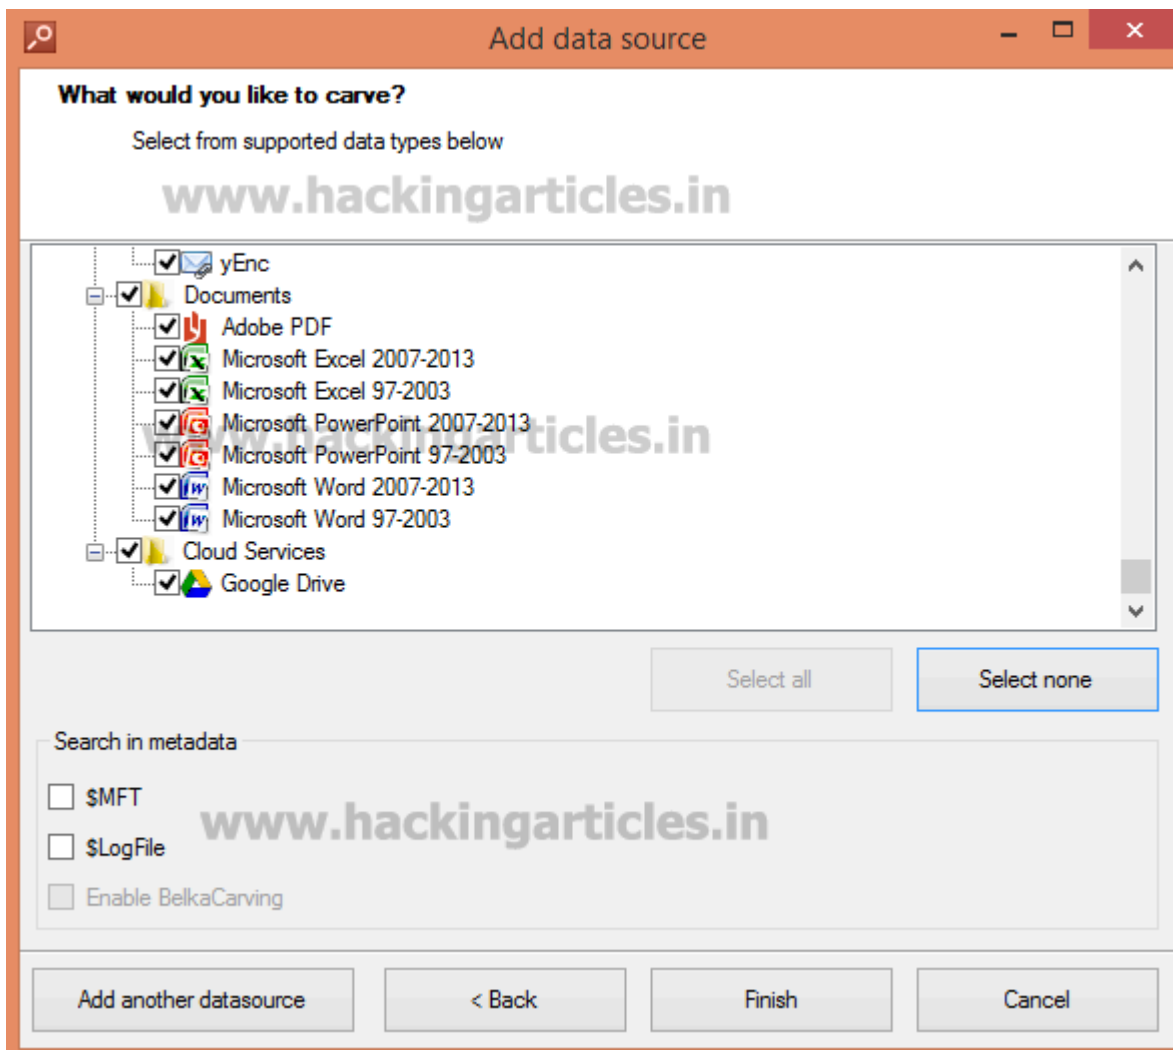 Add data source
What would you like to carve?
Select from supported data types below
www.hackingarticles.in
yEnc
Documents
Adobe PDF
Microsoft Excel 2007-2013
Microsoft Excel 97-2003
Microsoft PowerPoint 2007-2013
www.hackingarticles.in
Microsoft PowerPoint 97-2003
Microsoft Word 2007-2013
Microsoft Word 97-2003
Cloud Services
Google Drive
Select all Select none
Search in metadata
$MFT
www.hackingarticles.in
$LogFile
Enable BelkaCarving
Add another datasource < Back Finish Cancel